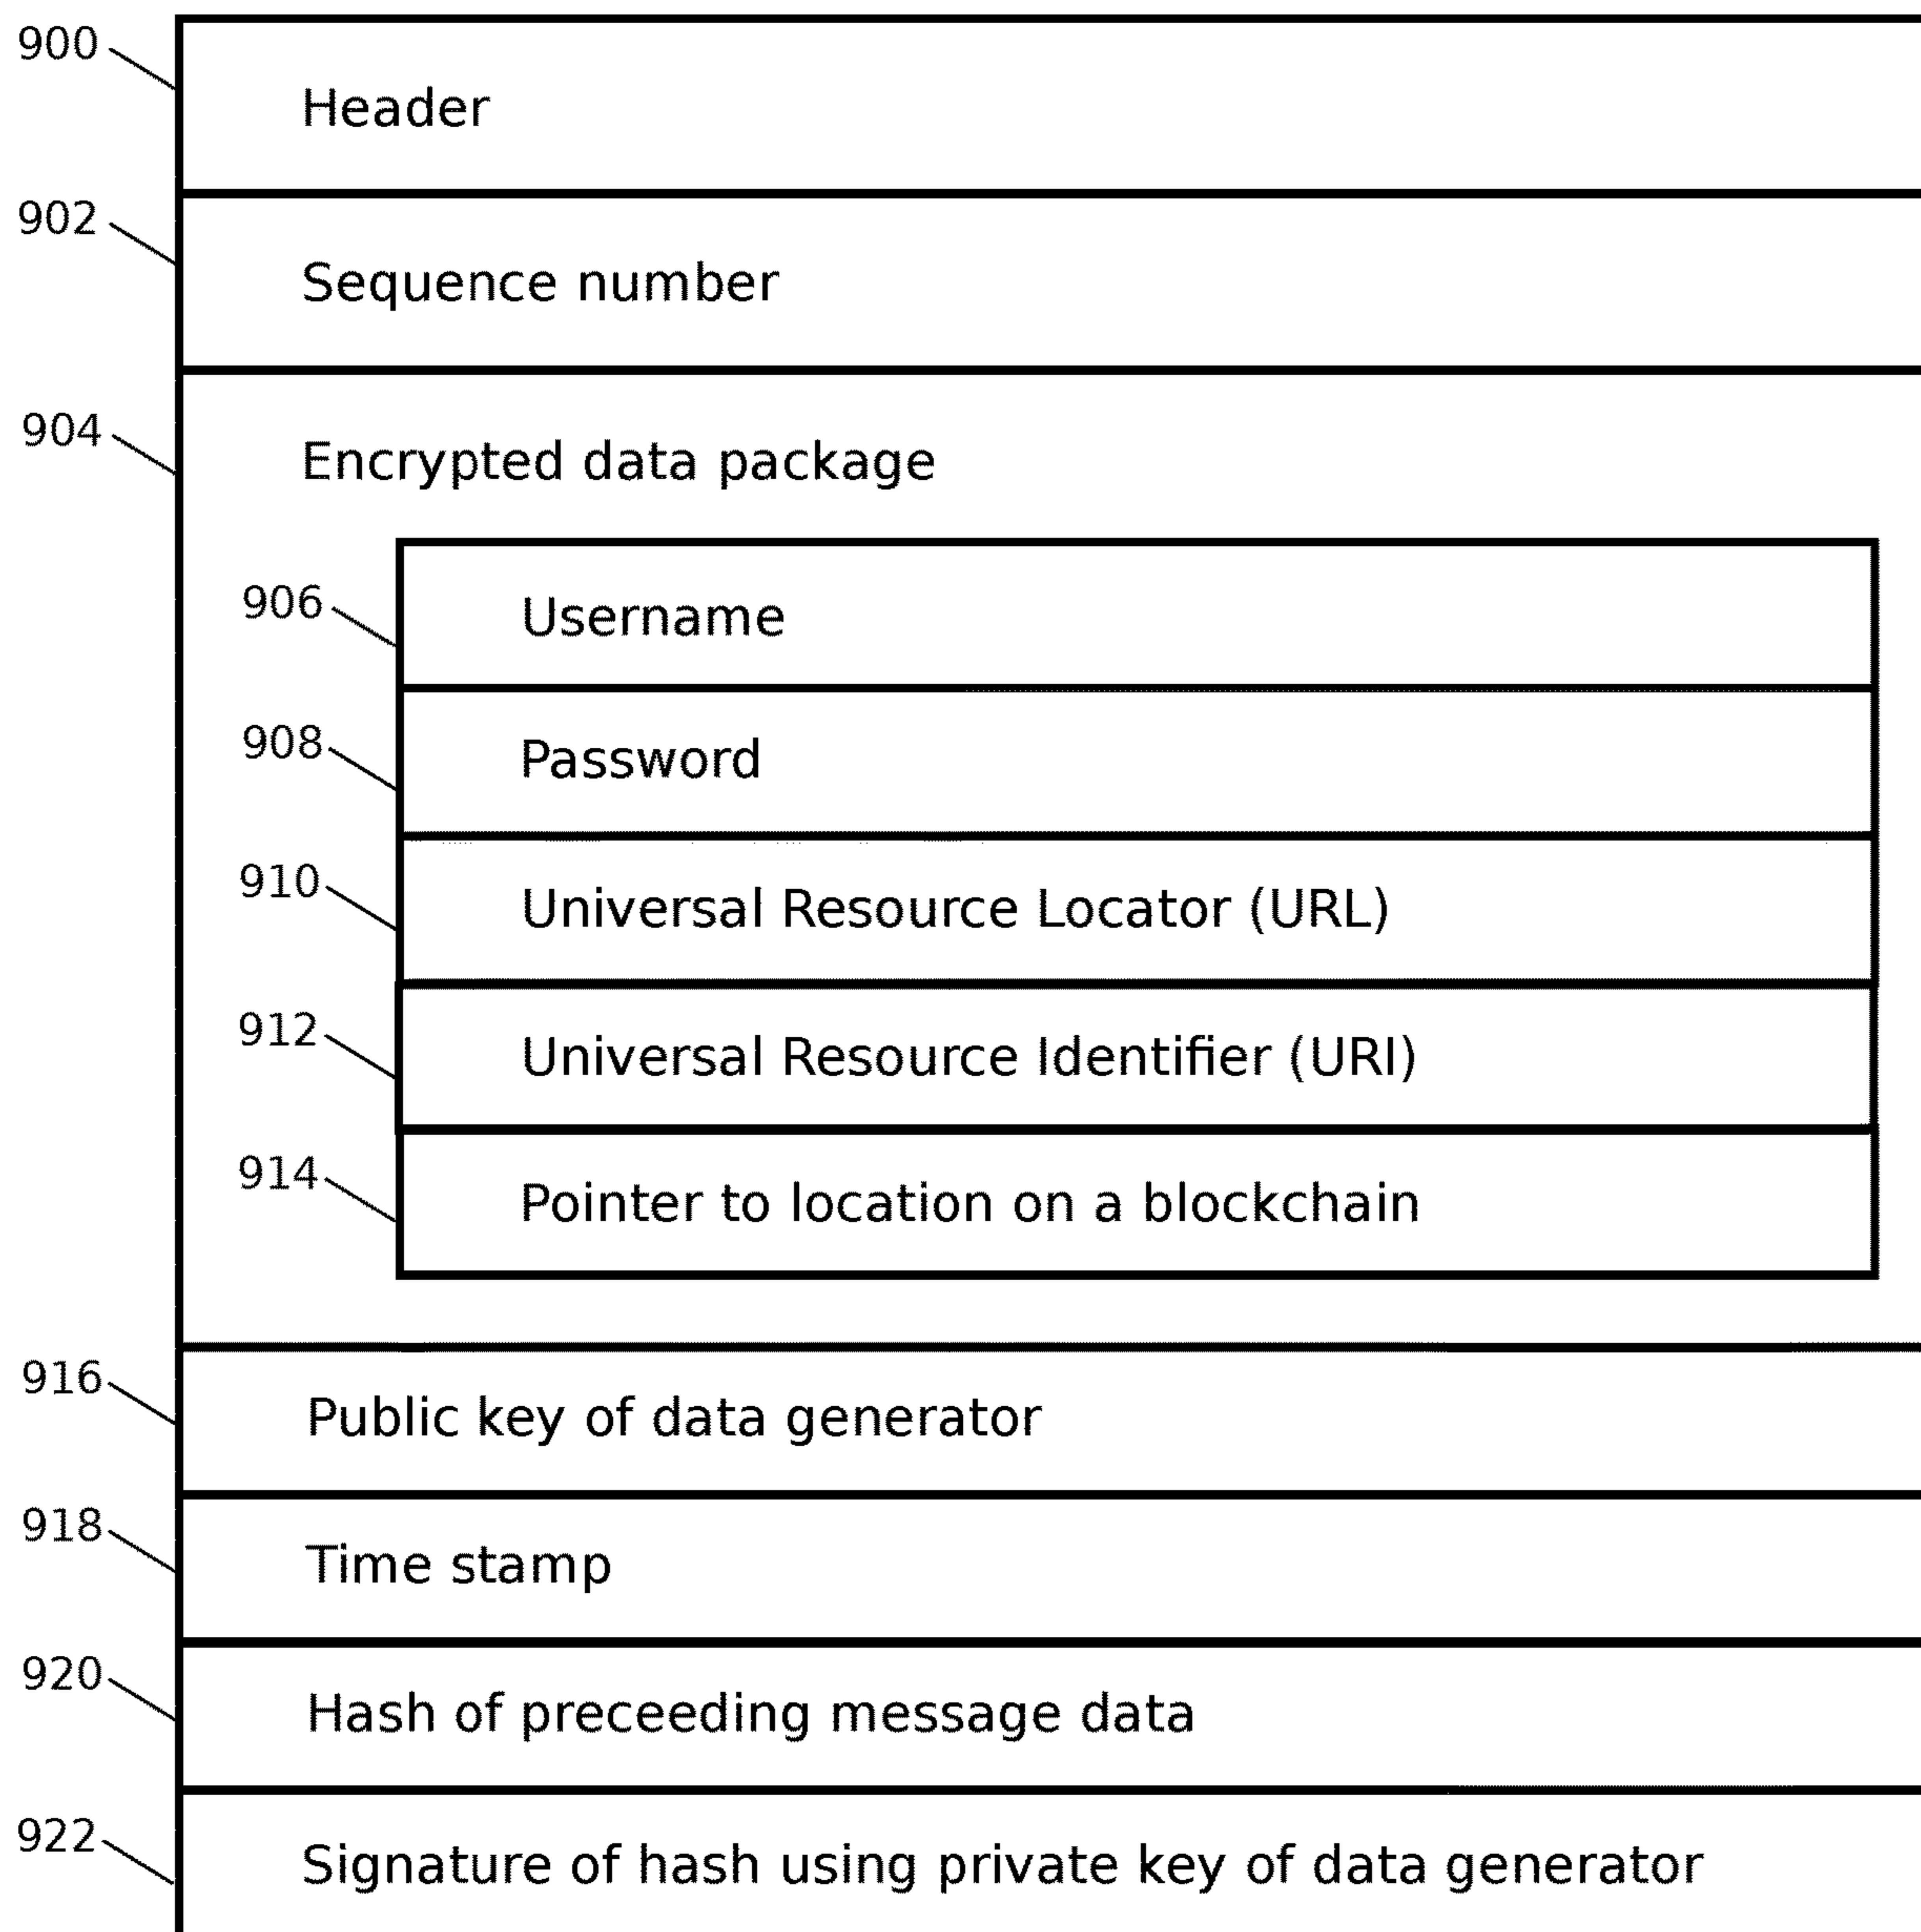 900
Header
902
Sequence number
904
Encrypted data package
906
Username
908
Password
910
Universal Resource Locator (URL)
912
Universal Resource Identifier (URI)
914
Pointer to location on a blockchain
916
Public key of data generator
918
Time stamp
920
Hash of preceeding message data
922
Signature of hash using private key of data generator